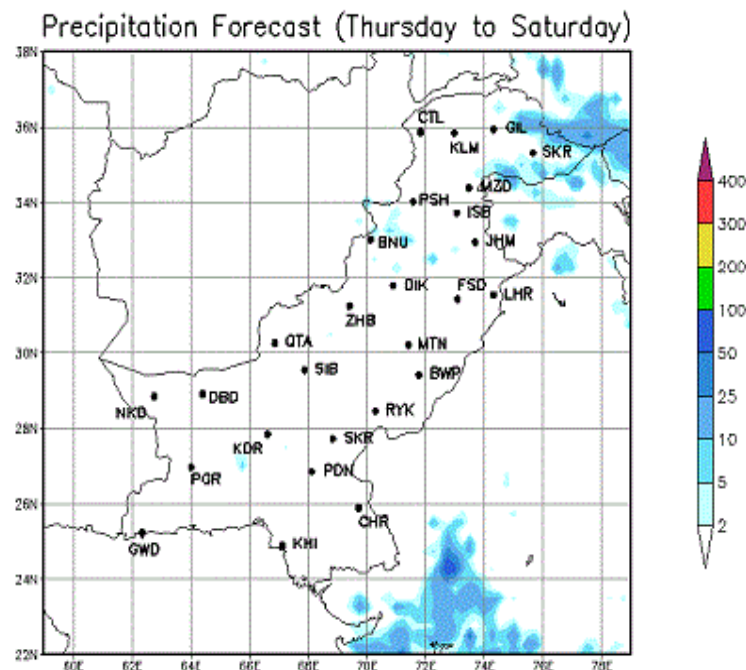 Precipitation Forecast (Thursday to Saturday)
38N
36N
34N
32N
30N
28N
26N
24N
22N
60E
62E
64E
66E
68E
70E
72E
74E
76E
78E
CTL
KLM
GIL
SKR
MZD
PSH
ISB
BNU
JHM
DIK
FSD
LHR
ZHB
QTA
MTN
SIB
BWP
NKD
DBD
RYK
KDR
SKR
PGR
PDN
CHR
GWD
KHI
400
300
200
100
50
25
10
5
2